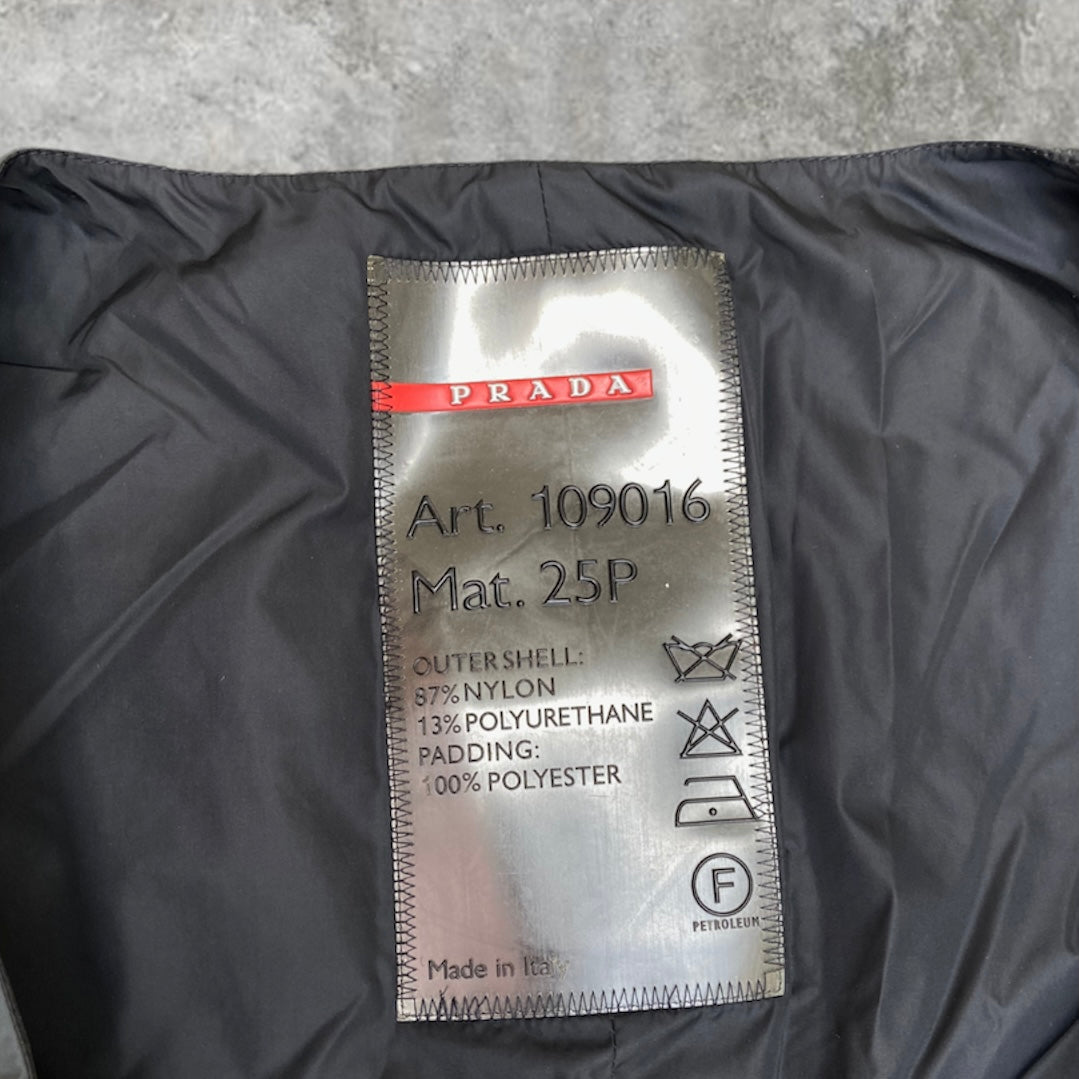 PRADA
Art. 109016
Mat. 25P
OUTER SHELL:
87% NYLON
13% POLYURETHANE
PADDING:
100% POLYESTER
F
PETROLEUM
Made in Italy